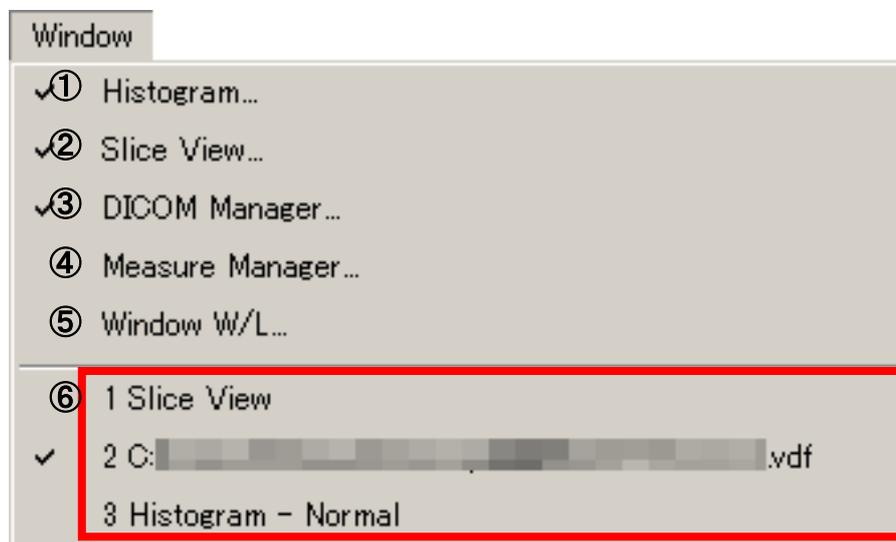 Window
① Histogram...
② Slice View...
③ DICOM Manager...
④ Measure Manager...
⑤ Window W/L...
⑥ 1 Slice View
2 C: .vdf
3 Histogram - Normal